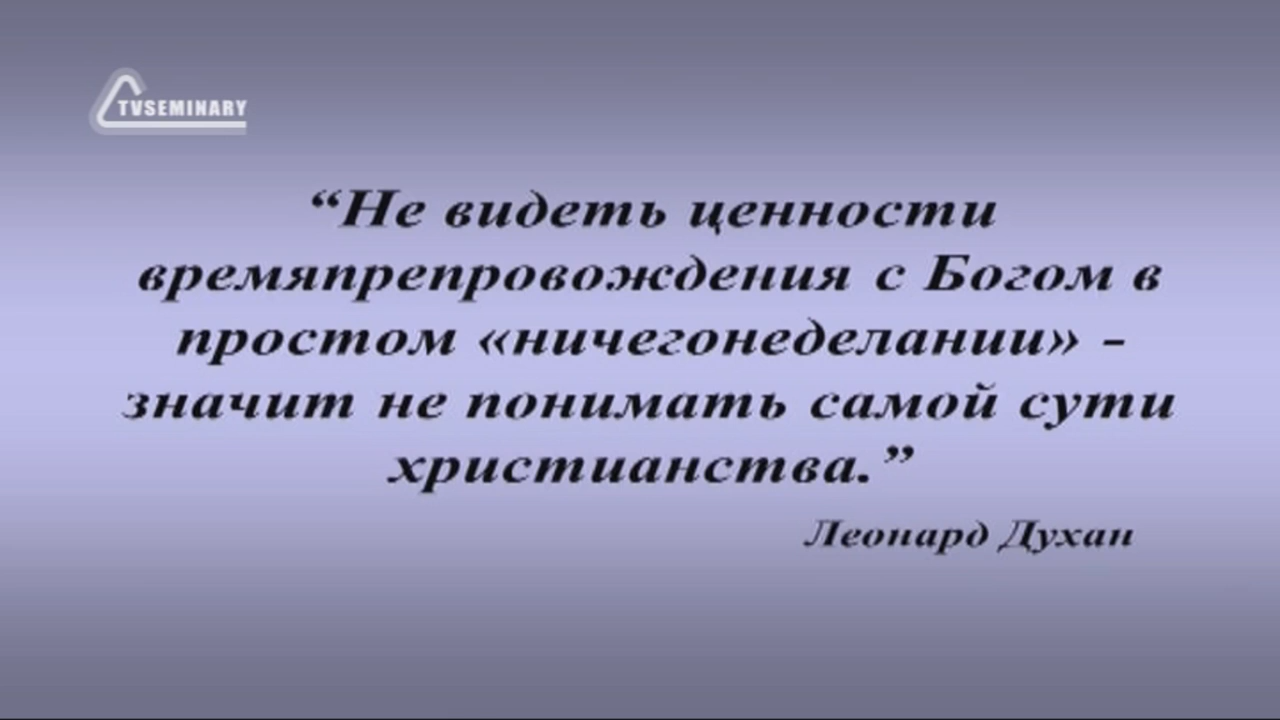 TVSEMINARY
“Не видеть ценности
времяпрепровождения с Богом в
простом «ничегонеделании» -
значит не понимать самой сути
христианства.”
Леонард Духан